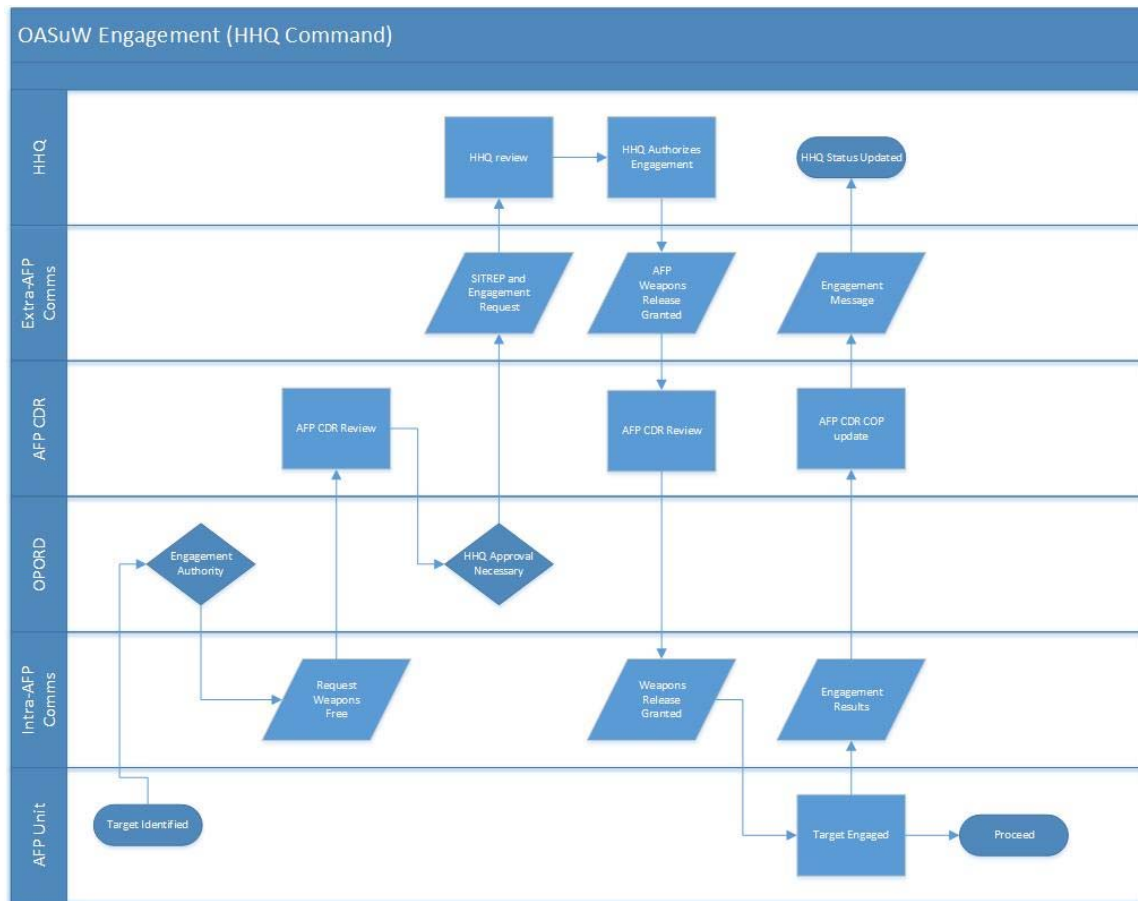 OASuW Engagement (HHQ Command)
HHQ
HHQ review
HHQ Authorizes
Engagement
HHQ Status Updated
Extra-AFP
Comms
SITREP and
Engagement
Request
AFP
Weapons
Release
Granted
Engagement
Message
AFP CDR
AFP CDR Review
AFP CDR Review
AFP CDR COP
update
OPORD
Engagement
Authority
HHQ Approval
Necessary
Intra-AFP
Comms
Request
Weapons
Free
Weapons
Release
Granted
Engagement
Results
AFP Unit
Target Identified
Target Engaged
Proceed